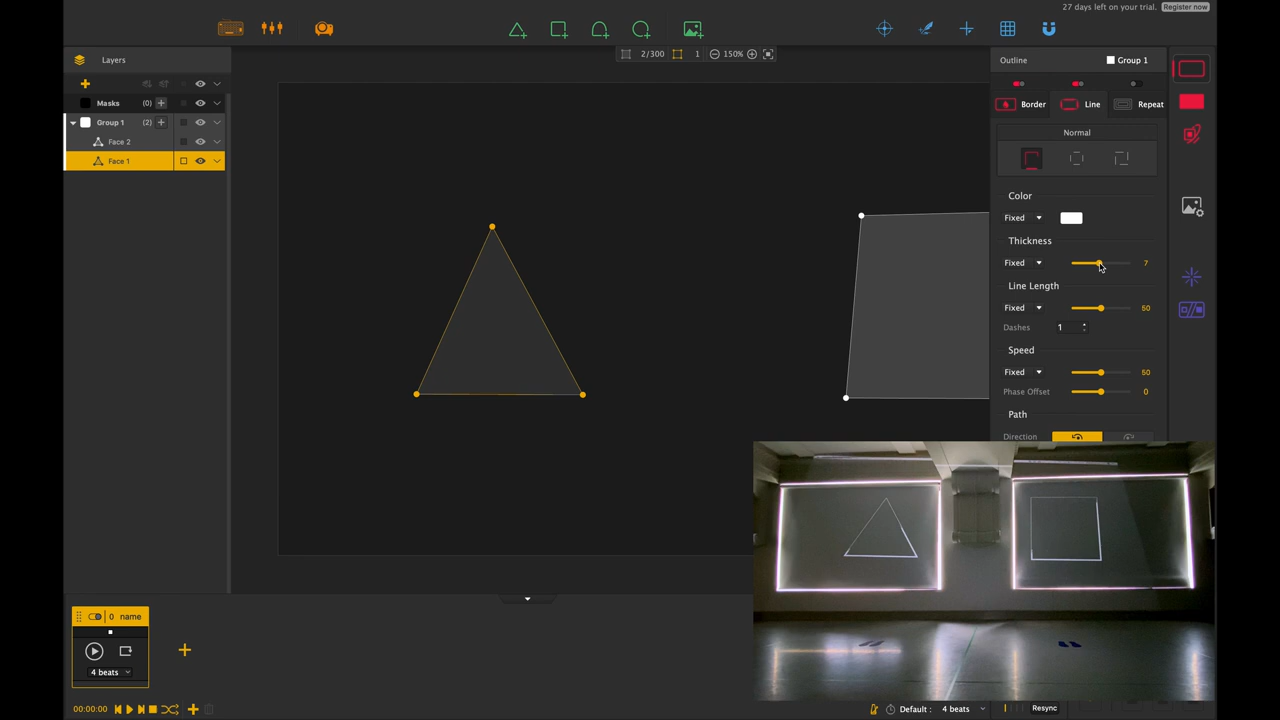 27 days left on your trial. Register now
2/300 1 150%
Layers
Masks (0)
Group 1 (2)
Face 2
Face 1
Outline Group 1
Border Line Repeat
Normal
Color
Fixed
Thickness
Fixed 7
Line Length
Fixed 50
Dashes 1
Speed
Fixed 50
Phase Offset 0
Path
Direction
0 name
4 beats
00:00:00
Default : 4 beats Resync